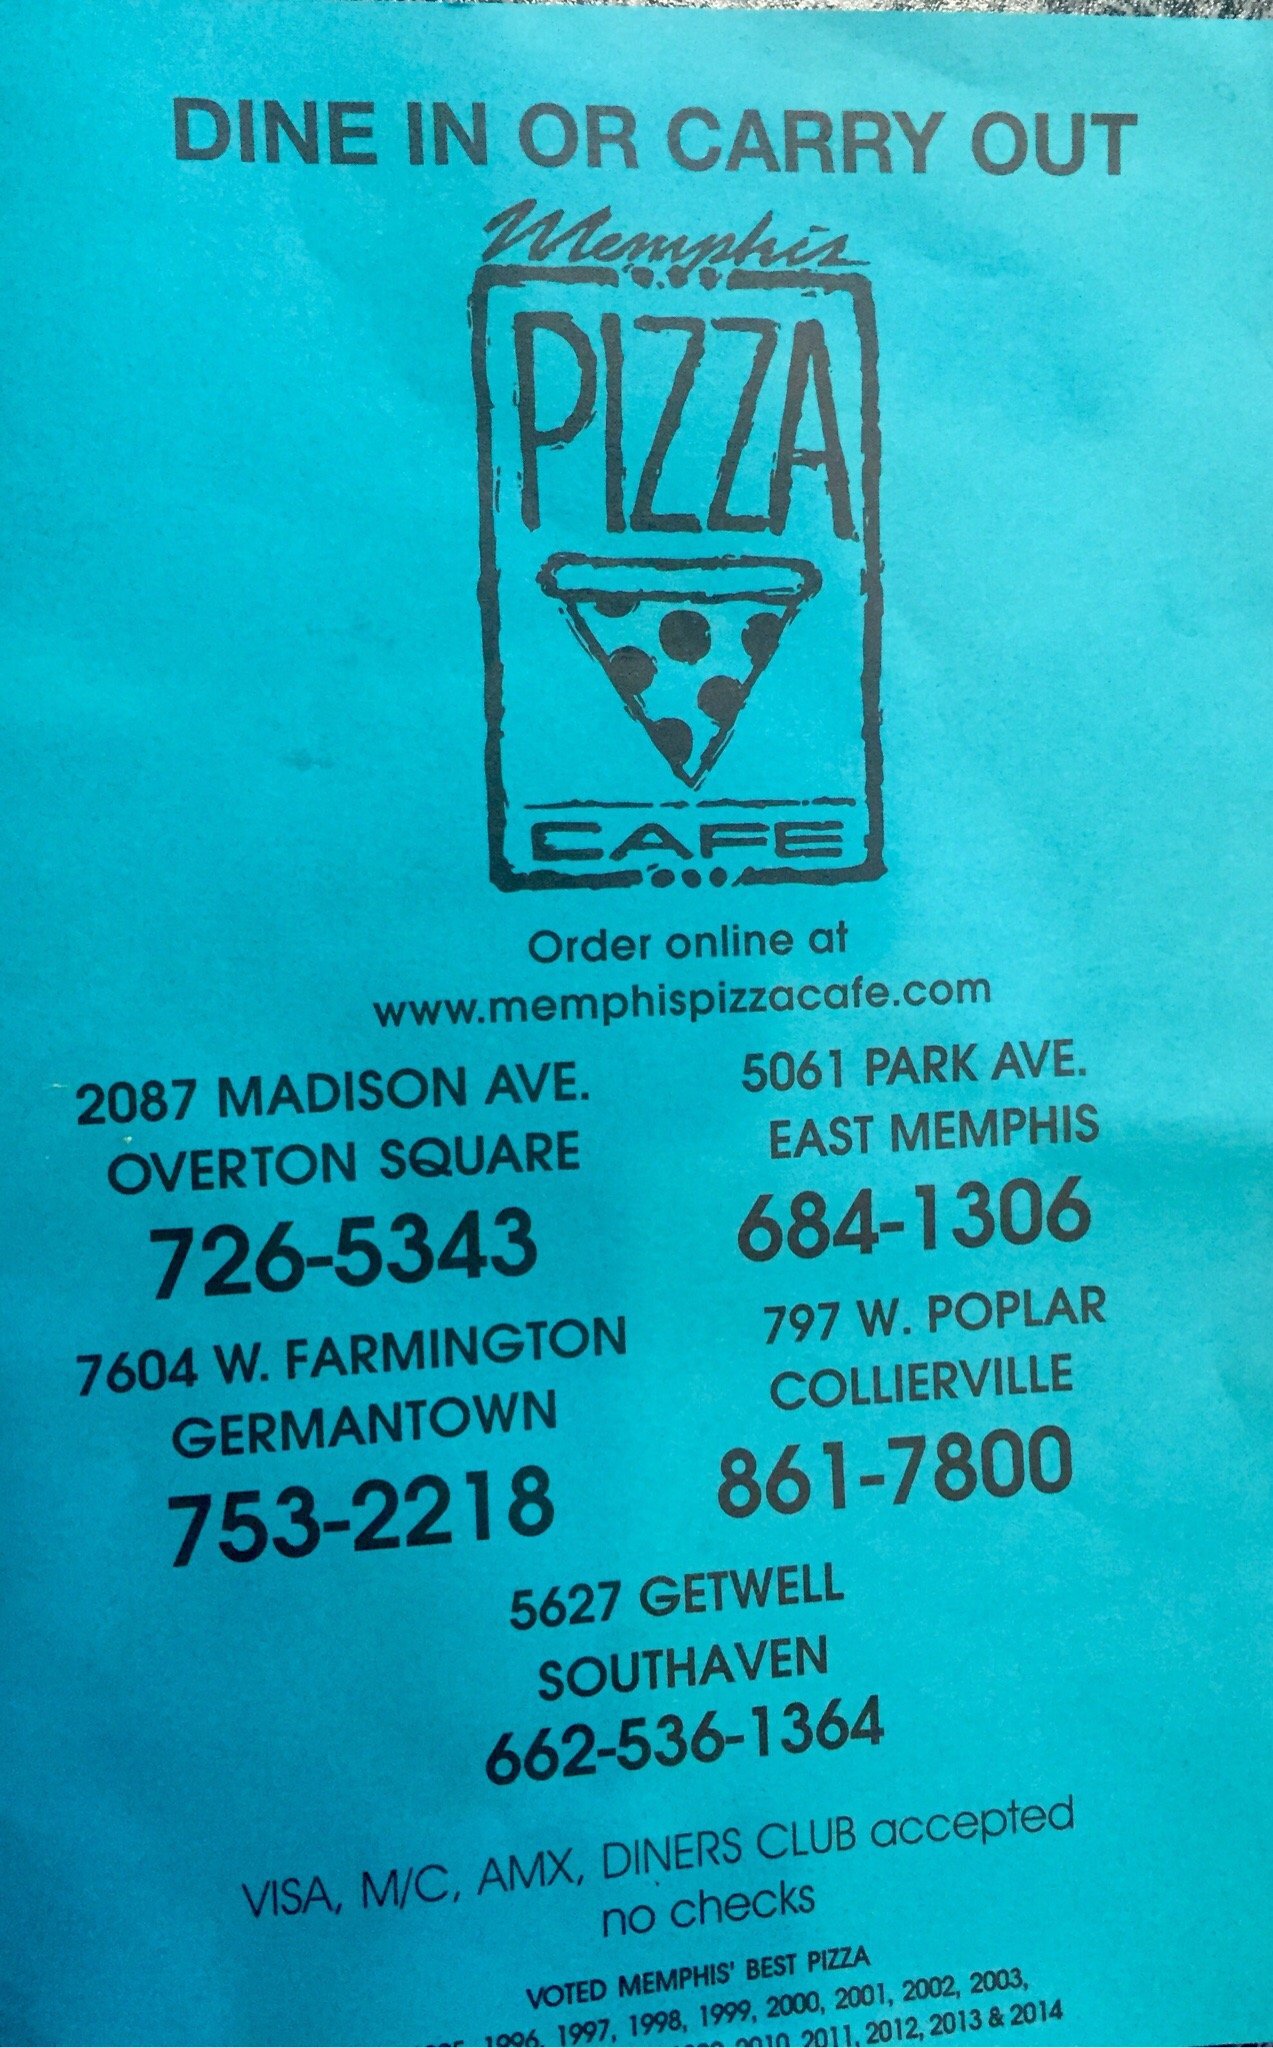 DINE IN OR CARRY OUT
Memphis
PIZZA
CAFE
Order online at
www.memphispizzacafe.com
2087 MADISON AVE.
OVERTON SQUARE
726-5343
5061 PARK AVE.
EAST MEMPHIS
684-1306
7604 W. FARMINGTON
GERMANTOWN
753-2218
797 W. POPLAR
COLLIERVILLE
861-7800
5627 GETWELL
SOUTHAVEN
662-536-1364
VISA, M/C, AMX, DINERS CLUB accepted
no checks
VOTED MEMPHIS' BEST PIZZA
1996, 1997, 1998, 1999, 2000, 2001, 2002, 2003,
2010, 2011, 2012, 2013 & 2014